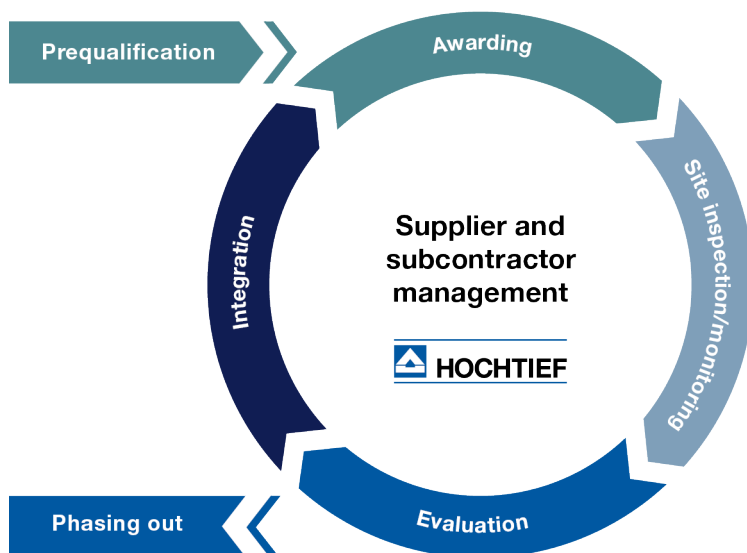 Prequalification
Awarding
Site inspection/monitoring
Supplier and
subcontractor
management
HOCHTIEF
Integration
Evaluation
Phasing out